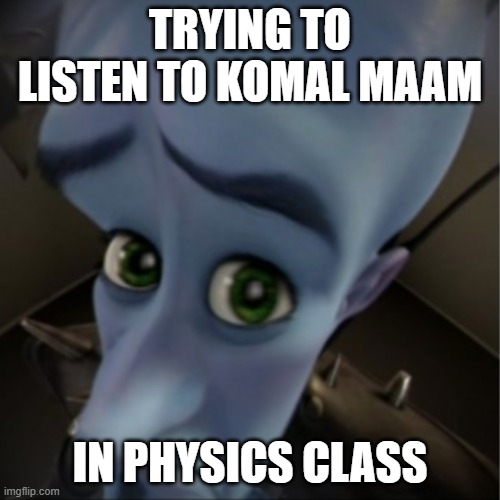 TRYING TO
LISTEN TO KOMAL MAAM
IN PHYSICS CLASS
imgflip.com